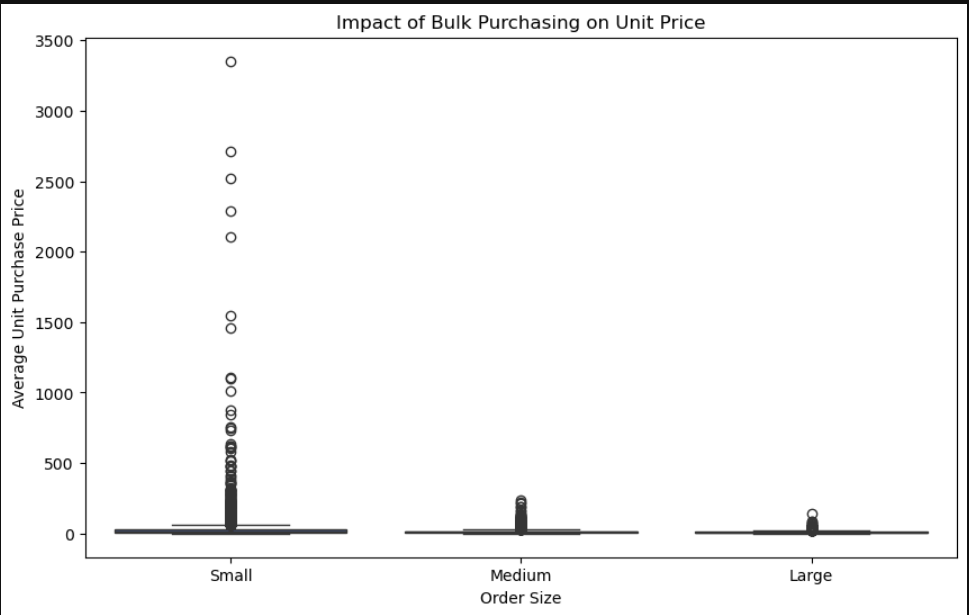 Impact of Bulk Purchasing on Unit Price
3500
3000
2500
2000
1500
1000
500
0
Average Unit Purchase Price
Small Medium Large
Order Size